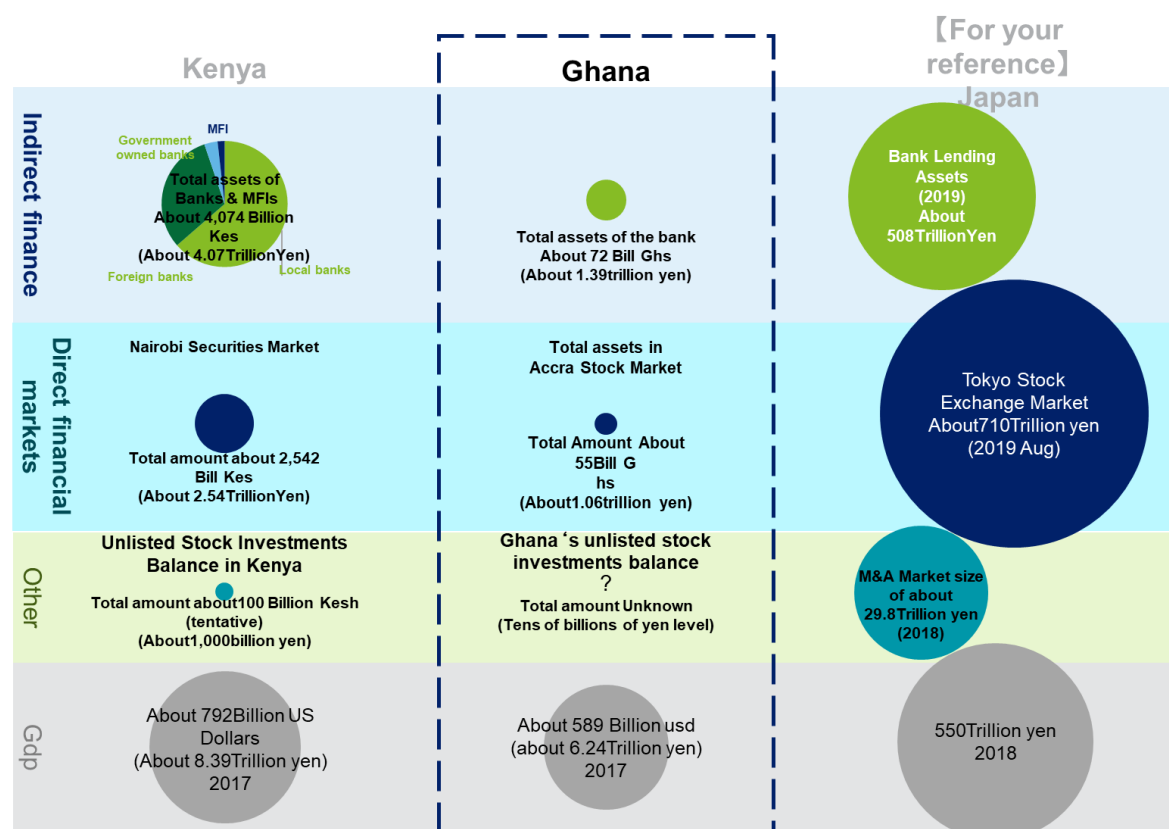 Kenya
Ghana
【For your
reference】
Japan
Indirect finance
MFI
Government
owned banks
Total assets of
Banks & MFIs
About 4,074 Billion
Kes
(About 4.07TrillionYen)
Foreign banks
Local banks
Total assets of the bank
About 72 Bill Ghs
(About 1.39trillion yen)
Bank Lending
Assets
(2019)
About
508TrillionYen
Direct financial
markets
Nairobi Securities Market
Total amount about 2,542
Bill Kes
(About 2.54TrillionYen)
Total assets in
Accra Stock Market
Total Amount About
55Bill G
hs
(About1.06trillion yen)
Tokyo Stock
Exchange Market
About710Trillion yen
(2019 Aug)
Other
Unlisted Stock Investments
Balance in Kenya
Total amount about100 Billion Kesh
(tentative)
(About1,000billion yen)
Ghana‘s unlisted stock
investments balance
?
Total amount Unknown
(Tens of billions of yen level)
M&A Market size
of about
29.8Trillion yen
(2018)
Gdp
About 792Billion US
Dollars
(About 8.39Trillion yen)
2017
About 589 Billion usd
(about 6.24Trillion yen)
2017
550Trillion yen
2018